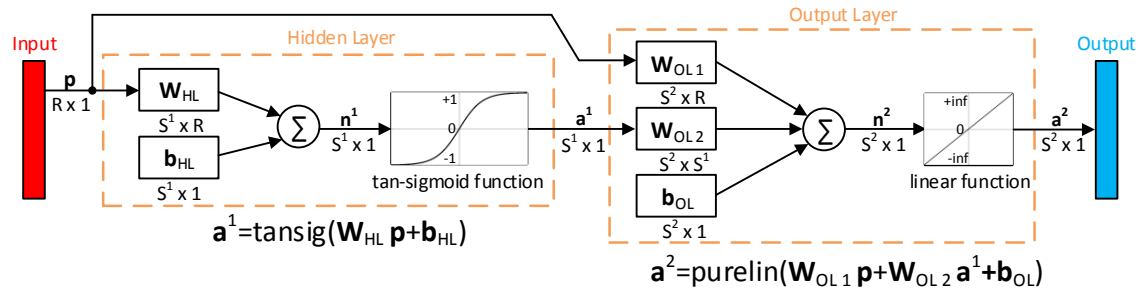 Input
Hidden Layer
Output Layer
Output
p
R x 1
W_HL
S^1 x R
b_HL
S^1 x 1
∑
n^1
S^1 x 1
+1
0
-1
tan-sigmoid function
a^1
S^1 x 1
W_OL 1
S^2 x R
W_OL 2
S^2 x S^1
b_OL
S^2 x 1
∑
n^2
S^2 x 1
+inf
0
-inf
linear function
a^2
S^2 x 1
a^1=tansig(W_HL p+b_HL)
a^2=purelin(W_OL 1 p+W_OL 2 a^1+b_OL)